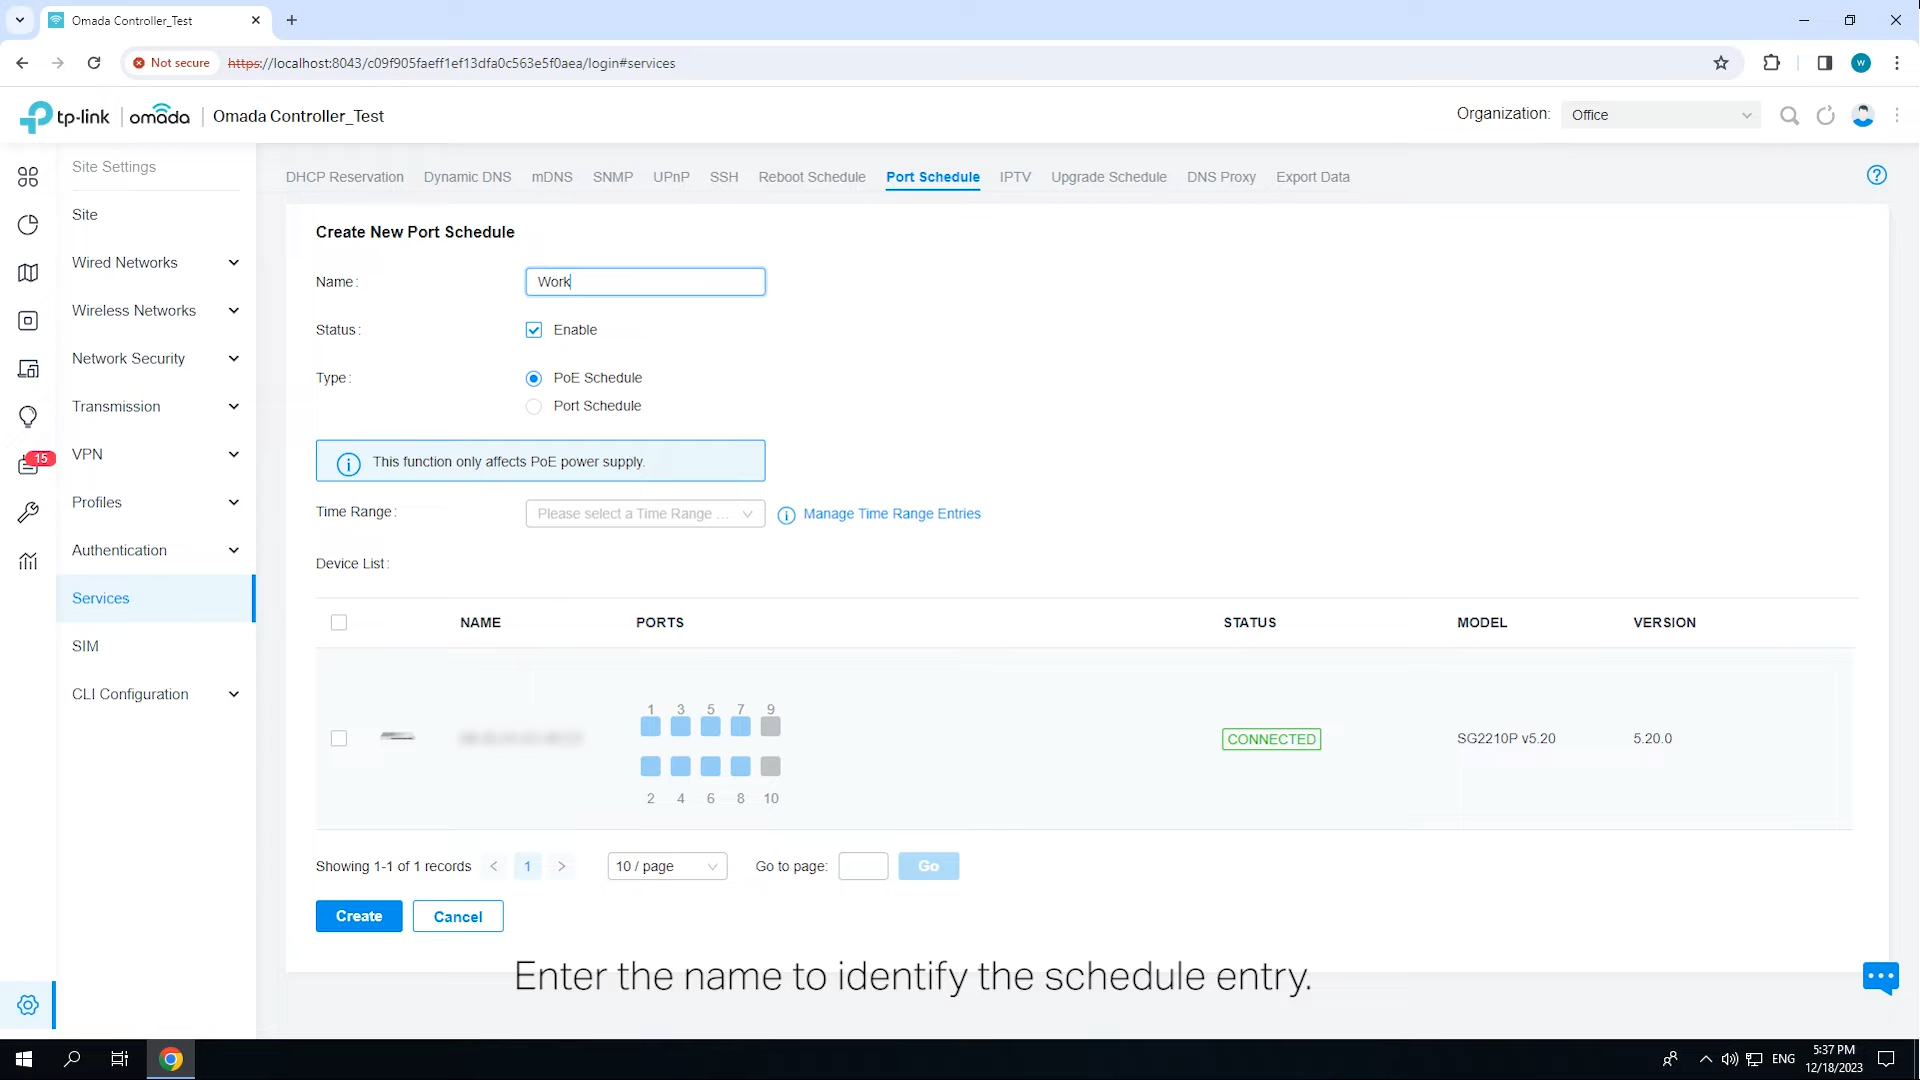 Omada Controller_Test
Not secure
https://localhost:8043/c09f905faeff1ef13dfa0c563e5f0aea/login#services
W
tp-link | omada | Omada Controller_Test
Organization: Office
Site Settings
Site
Wired Networks
Wireless Networks
Network Security
Transmission
VPN
Profiles
Authentication
Services
SIM
CLI Configuration
15
DHCP Reservation Dynamic DNS mDNS SNMP UPnP SSH Reboot Schedule Port Schedule IPTV Upgrade Schedule DNS Proxy Export Data
Create New Port Schedule
Name: Work
Status: Enable
Type: PoE Schedule
Port Schedule
This function only affects PoE power supply.
Time Range: Please select a Time Range ... Manage Time Range Entries
Device List:
NAME PORTS STATUS MODEL VERSION
1 3 5 7 9
CONNECTED SG2210P v5.20 5.20.0
2 4 6 8 10
Showing 1-1 of 1 records < 1 > 10 / page Go to page: Go
Create Cancel
Enter the name to identify the schedule entry.
ENG
5:37 PM
12/18/2023